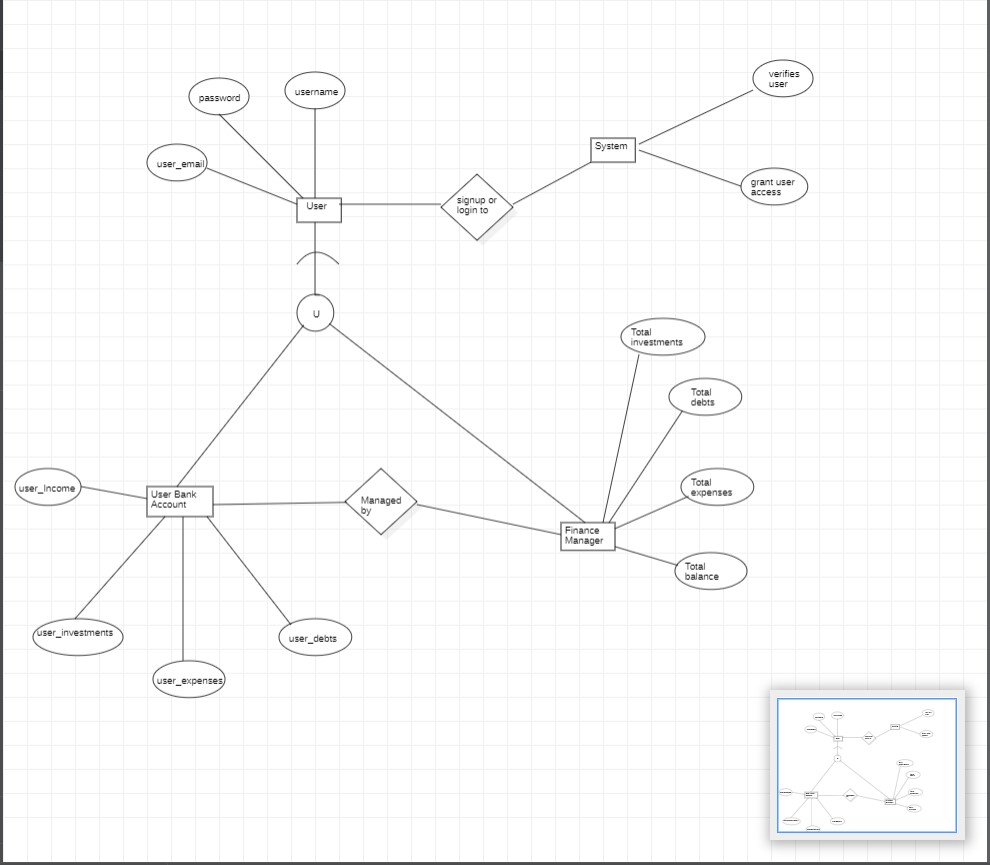 verifies
user
username
password
System
user_email
grant user
access
signup or
login to
User
U
Total
investments
Total
debts
user_Income
Total
expenses
User Bank
Account
Managed
by
Finance
Manager
Total
balance
user_investments
user_debts
user_expenses